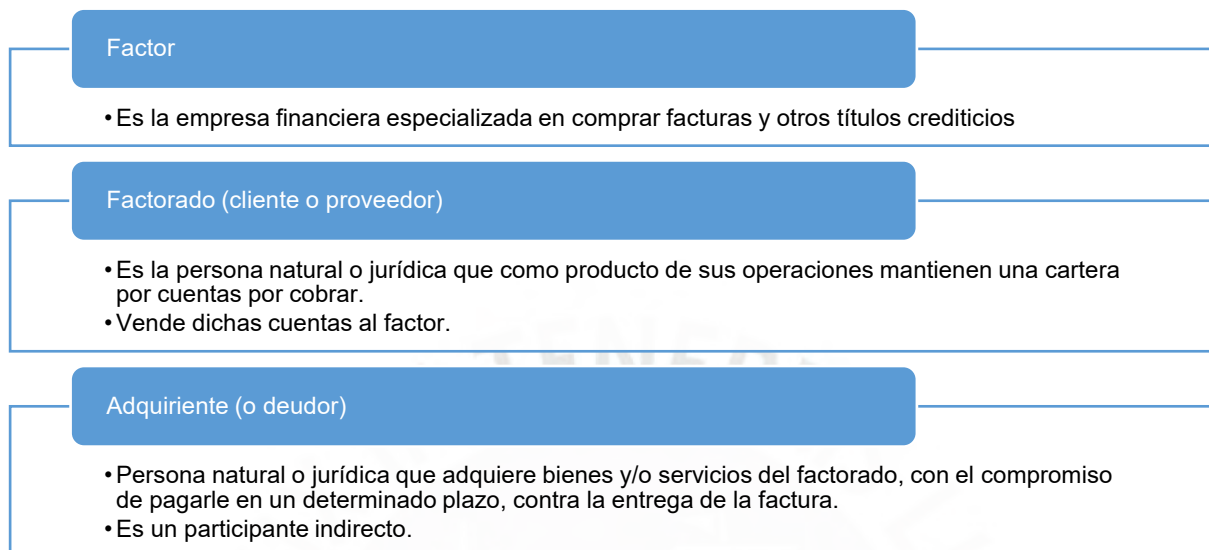 Factor
•Es la empresa financiera especializada en comprar facturas y otros títulos crediticios
Factorado (cliente o proveedor)
•Es la persona natural o jurídica que como producto de sus operaciones mantienen una cartera
por cuentas por cobrar.
•Vende dichas cuentas al factor.
Adquiriente (o deudor)
•Persona natural o jurídica que adquiere bienes y/o servicios del factorado, con el compromiso
de pagarle en un determinado plazo, contra la entrega de la factura.
•Es un participante indirecto.